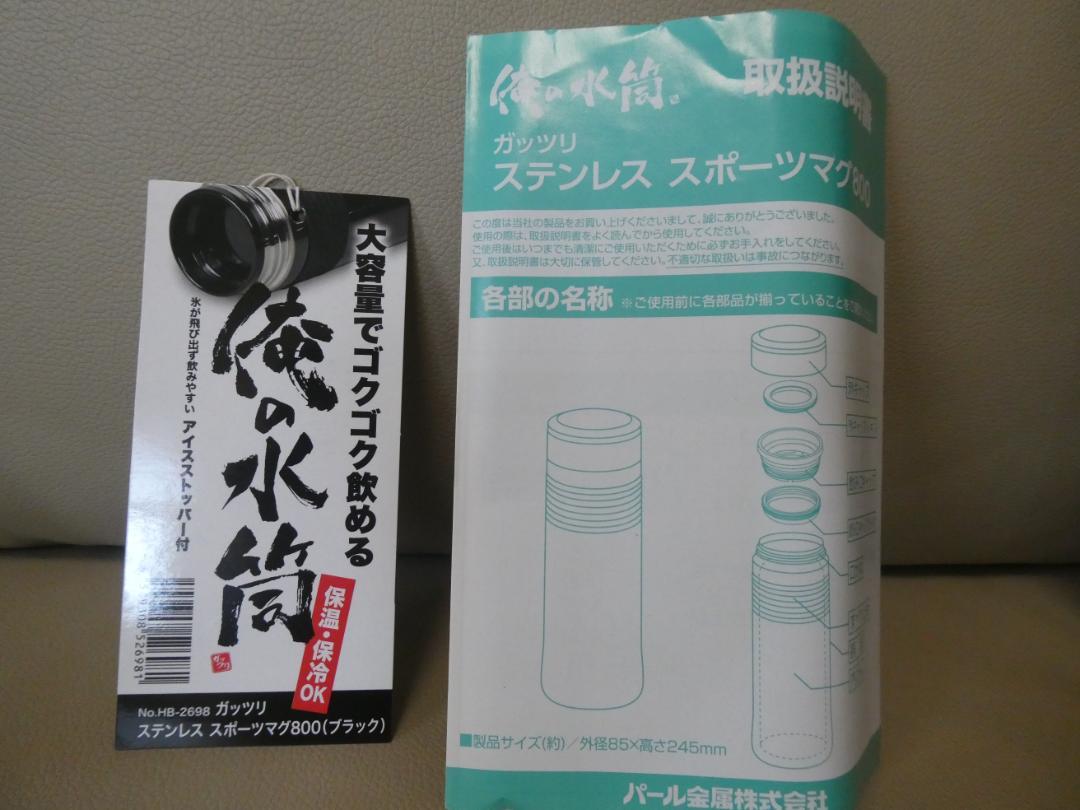 大容量でゴクゴク飲める
俺の水筒
氷が飛び出ず飲みやすい アイスストッパー付
保温・保冷OK
ガッツリ
526981
No.HB-2698 ガッツリ
ステンレス スポーツマグ800(ブラック)
俺の水筒。
取扱説明書
ガッツリ
ステンレス スポーツマグ800
この度は当社の製品をお買い上げくださいまして、誠にありがとうございました。
使用の際は、取扱説明書をよく読んでから使用してください。
ご使用後はいつまでも清潔にご使用いただくために必ずお手入れをしてください。
又、取扱説明書は大切に保管してください。不適切な取扱いは事故につながります。
各部の名称 ※ご使用前に各部品が揃っていることを
■製品サイズ(約)/外径85×高さ245mm
パール金属株式会社